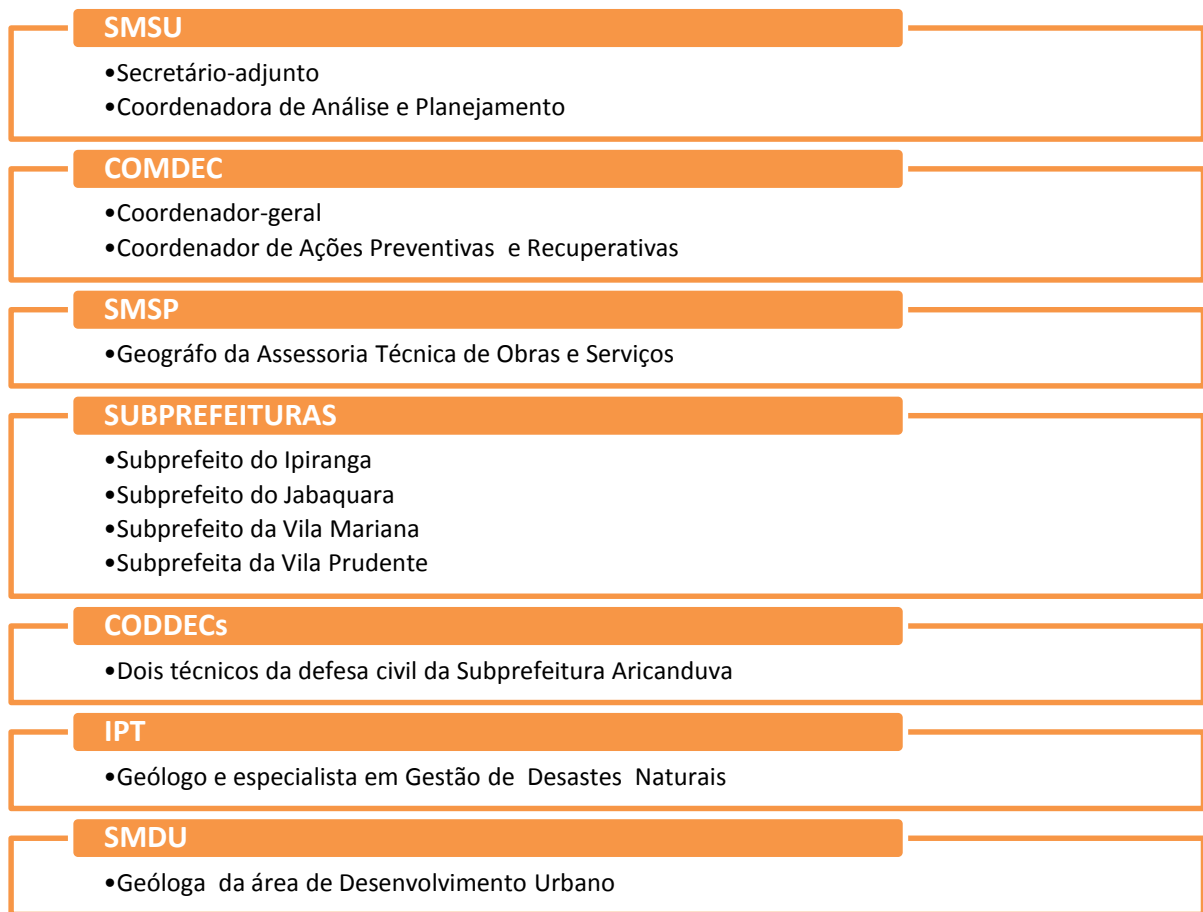 SMSU
•Secretário-adjunto
•Coordenadora de Análise e Planejamento
COMDEC
•Coordenador-geral
•Coordenador de Ações Preventivas e Recuperativas
SMSP
•Geográfo da Assessoria Técnica de Obras e Serviços
SUBPREFEITURAS
•Subprefeito do Ipiranga
•Subprefeito do Jabaquara
•Subprefeito da Vila Mariana
•Subprefeita da Vila Prudente
CODDECs
•Dois técnicos da defesa civil da Subprefeitura Aricanduva
IPT
•Geólogo e especialista em Gestão de Desastes Naturais
SMDU
•Geóloga da área de Desenvolvimento Urbano